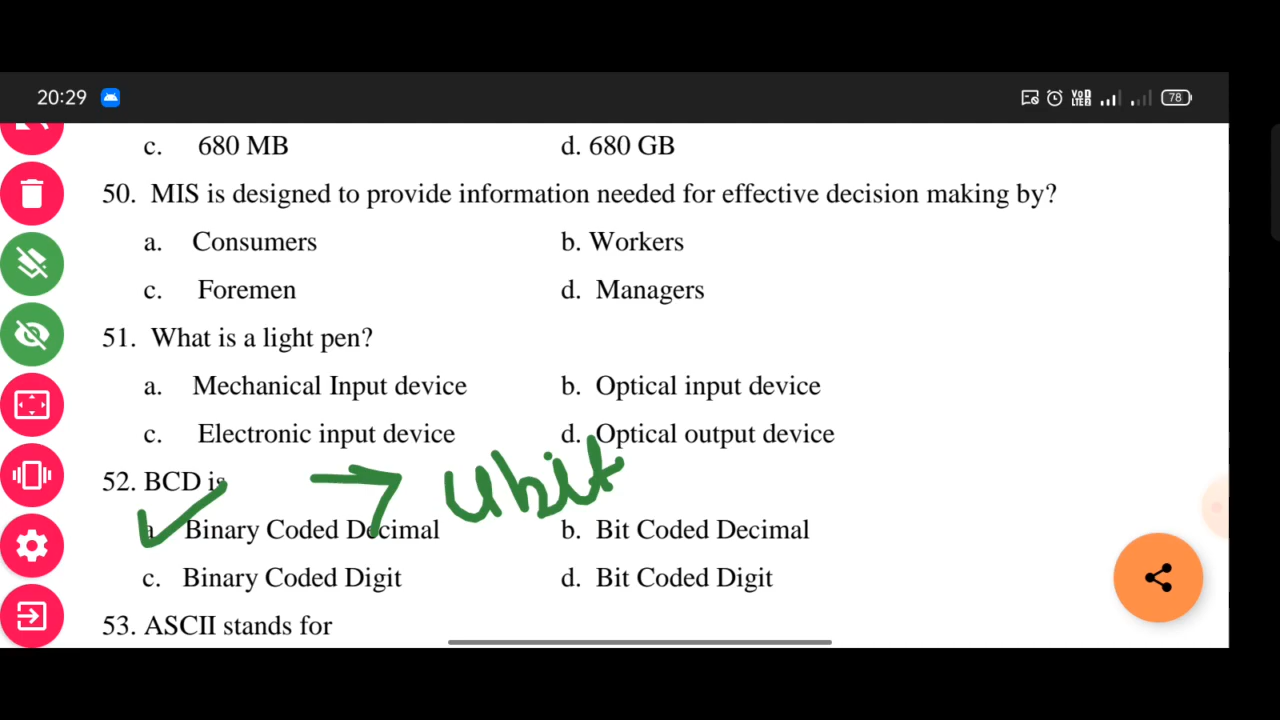 20:29 VoD LTED 78
c. 680 MB d. 680 GB
50. MIS is designed to provide information needed for effective decision making by?
a. Consumers b. Workers
c. Foremen d. Managers
51. What is a light pen?
a. Mechanical Input device b. Optical input device
c. Electronic input device d. Optical output device
52. BCD is 4bit
a Binary Coded Decimal b. Bit Coded Decimal
c. Binary Coded Digit d. Bit Coded Digit
53. ASCII stands for